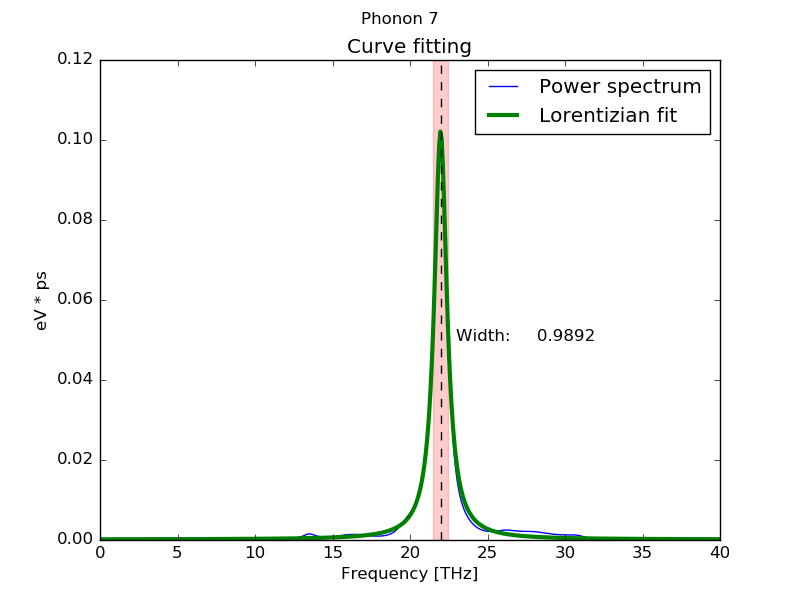 Phonon 7
Curve fitting
0.12
0.10
0.08
0.06
0.04
0.02
0.00
eV * ps
Power spectrum
Lorentizian fit
Width: 0.9892
0 5 10 15 20 25 30 35 40
Frequency [THz]